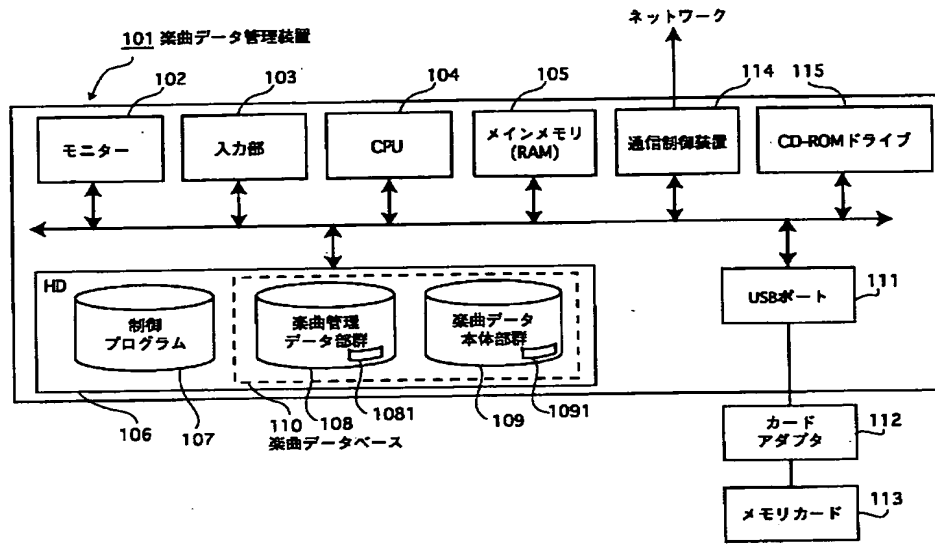 ネットワーク
101 楽曲データ管理装置
102
103
104
105
114
115
モニター
入力部
CPU
メインメモリ
(RAM)
通信制御装置
CD-ROMドライブ
HD
制御
プログラム
楽曲管理
データ部群
楽曲データ
本体部群
USBポート
111
106
107
110
108
1081
109
1091
楽曲データベース
カード
アダプタ
112
メモリカード
113